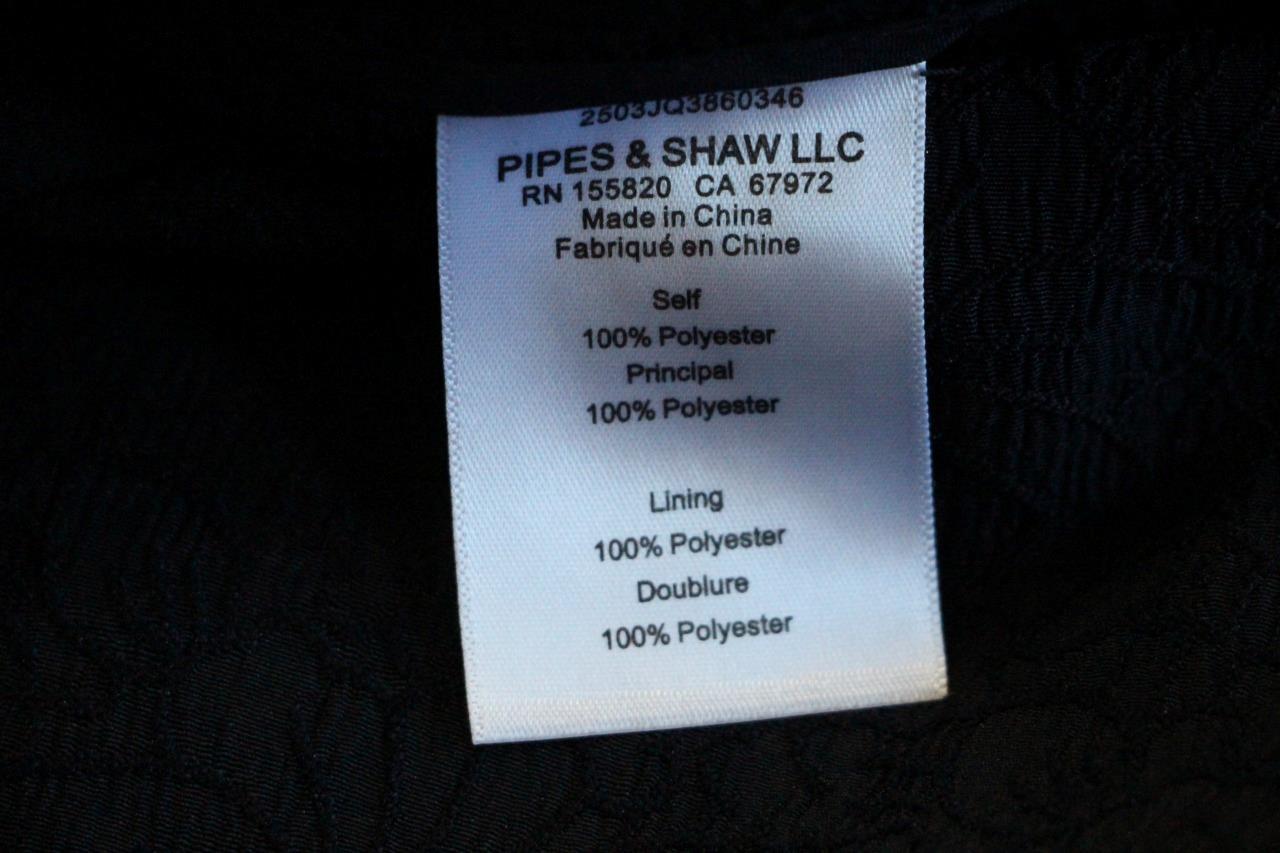 2503JQ3860346
PIPES & SHAW LLC
RN 155820 CA 67972
Made in China
Fabriqué en Chine
Self
100% Polyester
Principal
100% Polyester
Lining
100% Polyester
Doublure
100% Polyester